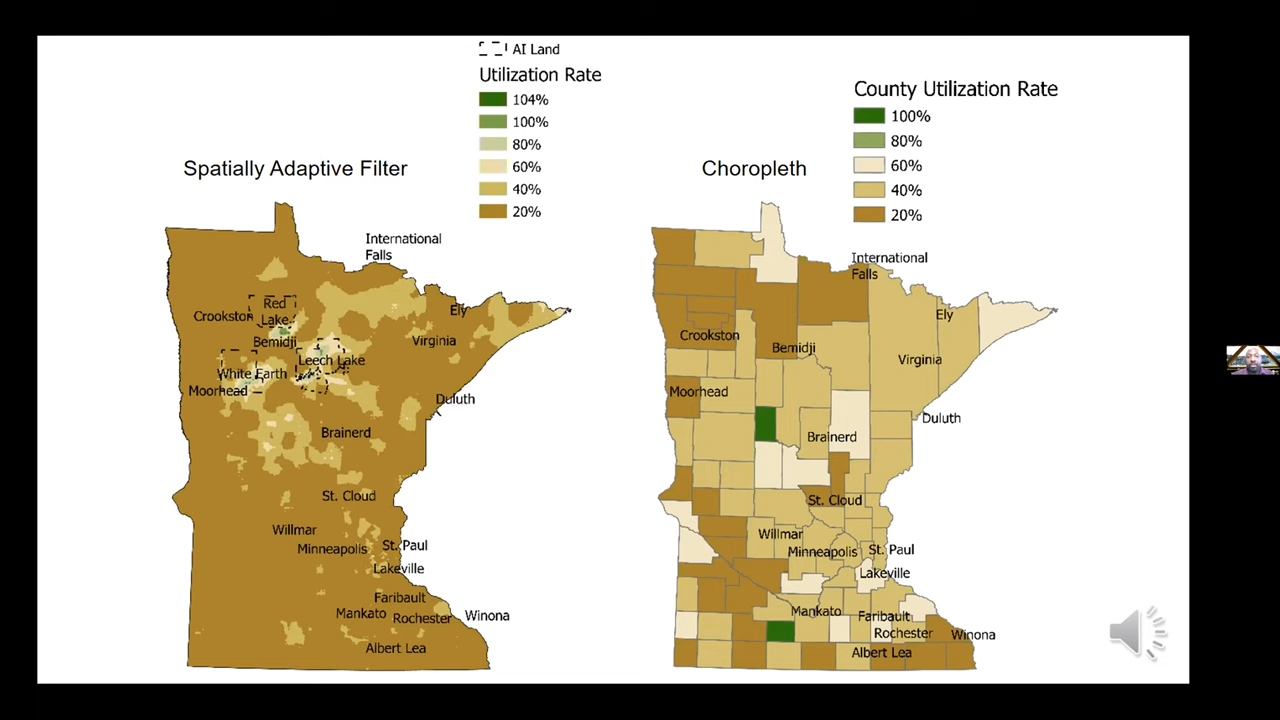 AI Land
Utilization Rate
104%
100%
80%
60%
40%
20%
Spatially Adaptive Filter
International
Falls
Red
Lake
Crookston
Ely
Bemidji
Virginia
Leech Lake
White Earth
Moorhead
Duluth
Brainerd
St. Cloud
Willmar
Minneapolis
St. Paul
Lakeville
Faribault
Mankato
Rochester
Winona
Albert Lea
County Utilization Rate
100%
80%
60%
40%
20%
Choropleth
International
Falls
Ely
Crookston
Bemidji
Virginia
Moorhead
Duluth
Brainerd
St. Cloud
Willmar
Minneapolis
St. Paul
Lakeville
Mankato
Faribault
Rochester
Winona
Albert Lea